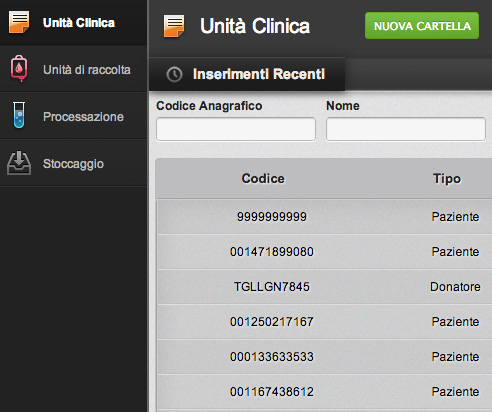 Unità Clinica
Unità di raccolta
Processazione
Stoccaggio
Unità Clinica
NUOVA CARTELLA
Inserimenti Recenti
Codice Anagrafico Nome
Codice Tipo
9999999999 Paziente
001471899080 Paziente
TGLLGN7845 Donatore
001250217167 Paziente
000133633533 Paziente
001167438612 Paziente